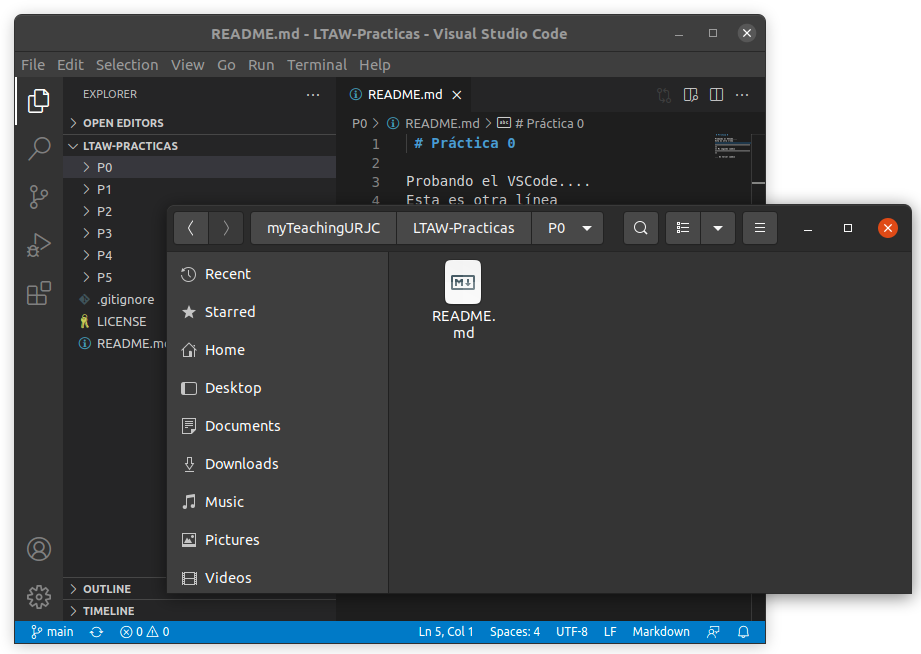 README.md - LTAW-Practicas - Visual Studio Code
File Edit Selection View Go Run Terminal Help
EXPLORER
OPEN EDITORS
LTAW-PRACTICAS
P0
P1
P2
P3
P4
P5
.gitignore
LICENSE
README.m
OUTLINE
TIMELINE
README.md
P0 > README.md > # Práctica 0
1 # Práctica 0
2
3 Probando el VSCode....
4 Esta es otra línea
myTeachingURJC LTAW-Practicas P0
Recent
Starred
Home
Desktop
Documents
Downloads
Music
Pictures
Videos
README.
md
main 0 0 Ln 5, Col 1 Spaces: 4 UTF-8 LF Markdown